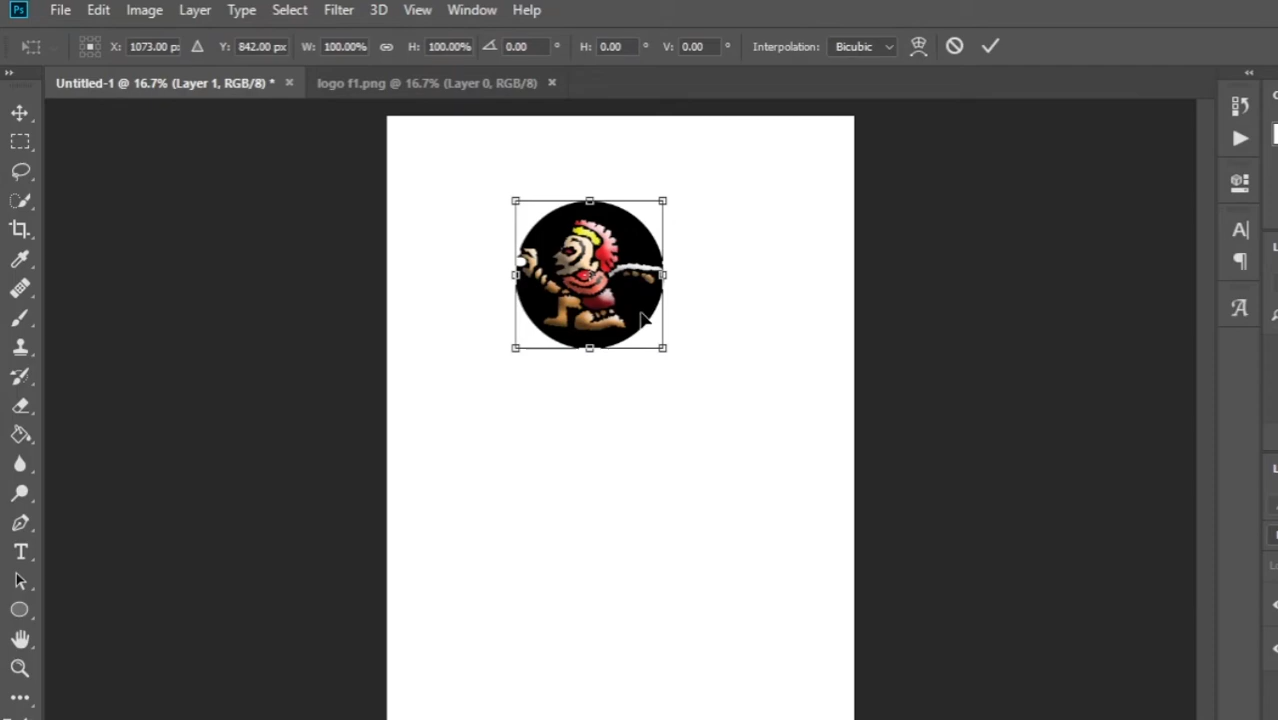 Ps File Edit Image Layer Type Select Filter 3D View Window Help
X: 1073.00 px Y: 842.00 px W: 100.00% H: 100.00% 0.00 ° H: 0.00 ° V: 0.00 ° Interpolation: Bicubic
Untitled-1 @ 16.7% (Layer 1, RGB/8) * × logo f1.png @ 16.7% (Layer 0, RGB/8) ×
A|
A
T